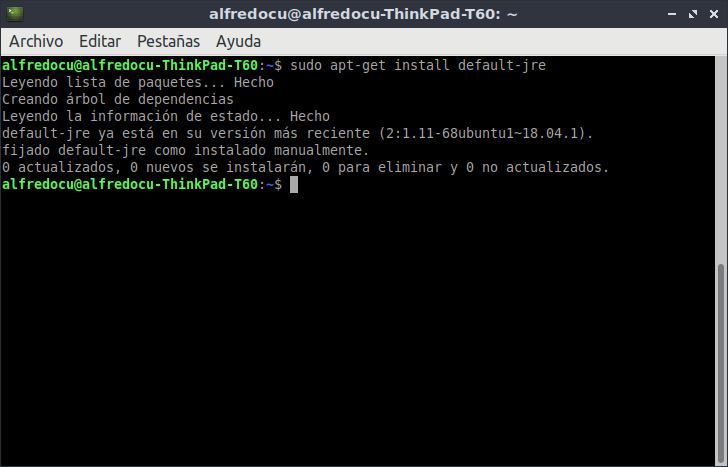 alfredocu@alfredocu-ThinkPad-T60: ~
Archivo Editar Pestañas Ayuda
alfredocu@alfredocu-ThinkPad-T60:~$ sudo apt-get install default-jre
Leyendo lista de paquetes... Hecho
Creando árbol de dependencias
Leyendo la información de estado... Hecho
default-jre ya está en su versión más reciente (2:1.11-68ubuntu1~18.04.1).
fijado default-jre como instalado manualmente.
0 actualizados, 0 nuevos se instalarán, 0 para eliminar y 0 no actualizados.
alfredocu@alfredocu-ThinkPad-T60:~$